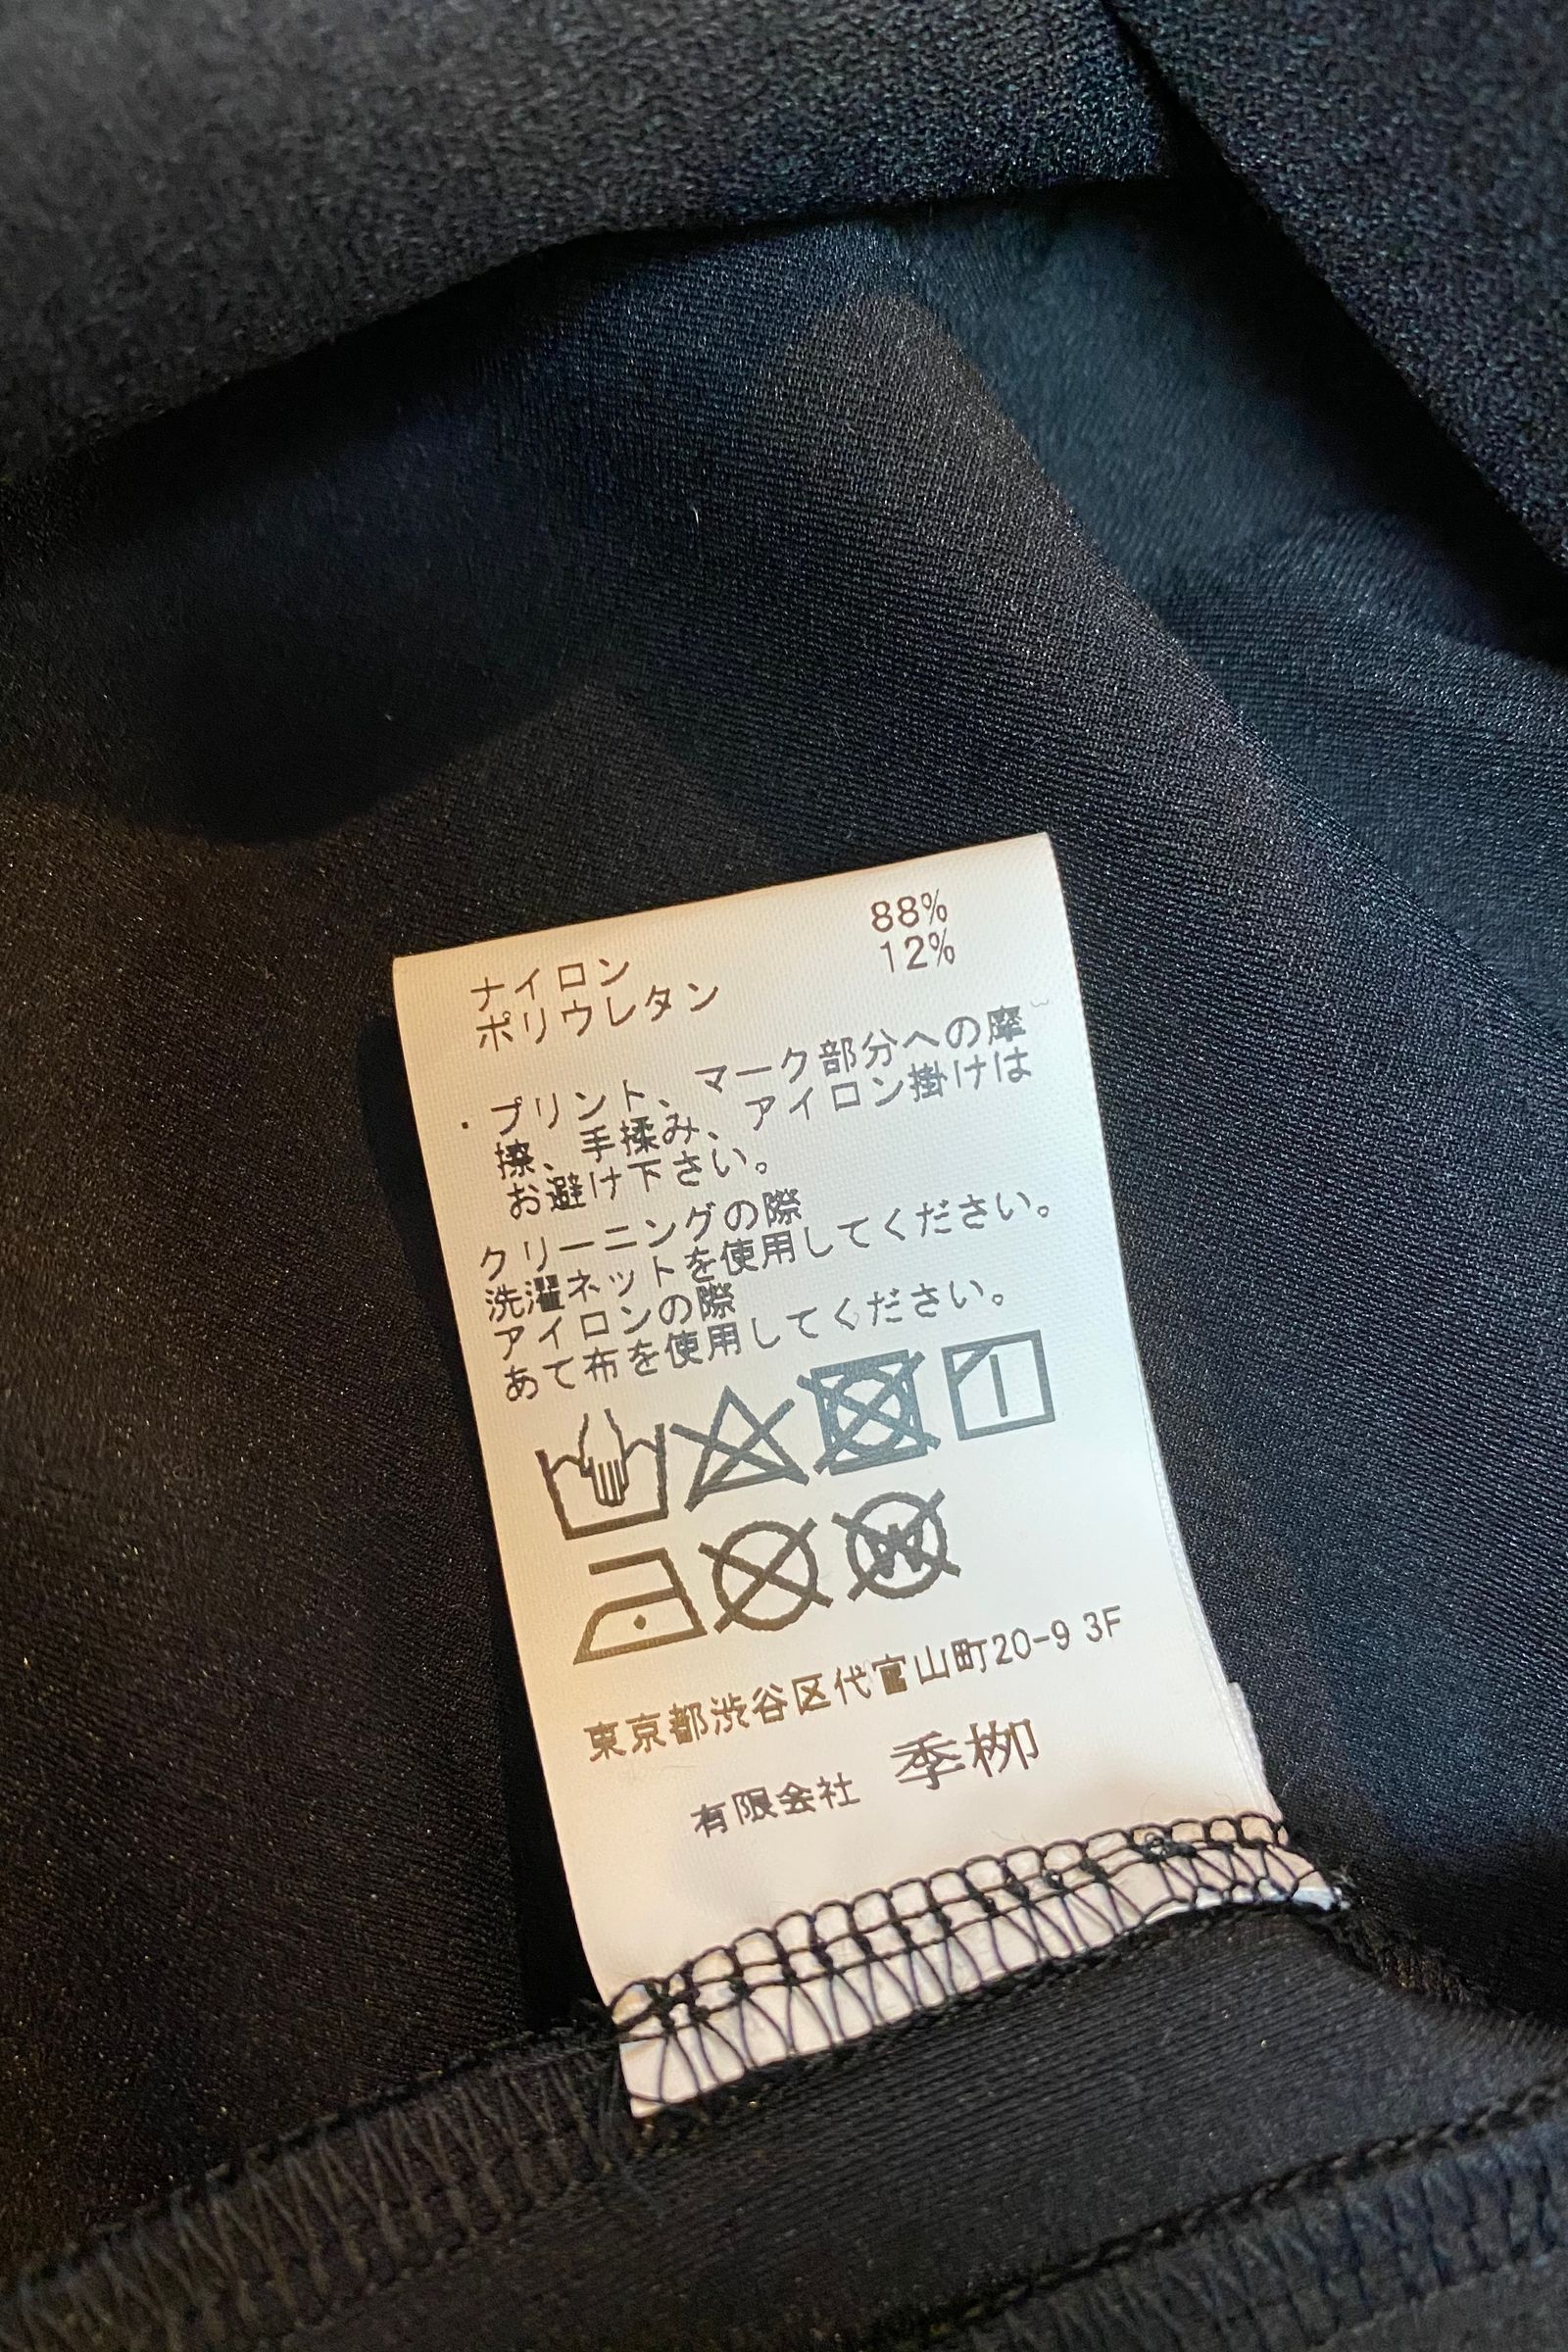 ナイロン 88%
ポリウレタン 12%
・プリント、マーク部分への摩
擦、手揉み、アイロン掛けは
お避け下さい。
クリーニングの際
洗濯ネットを使用してください。
アイロンの際
あて布を使用してください。
W
東京都渋谷区代官山町20-9 3F
有限会社 季栁